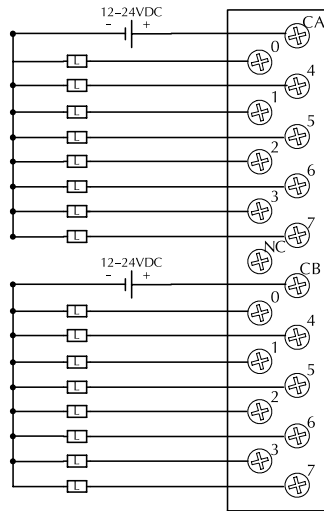 12–24VDC
- +
CA
L 0
L 4
L 1
L 5
L 2
L 6
L 3
L 7
NC
12–24VDC
- +
CB
L 0
L 4
L 1
L 5
L 2
L 6
L 3
L 7